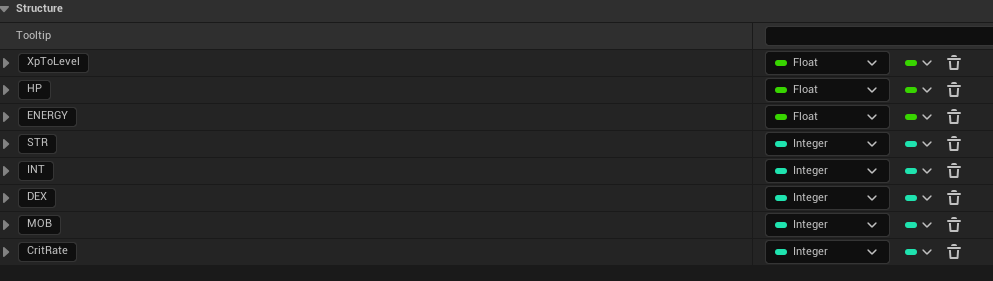 Structure
Tooltip
XpToLevel Float
HP Float
ENERGY Float
STR Integer
INT Integer
DEX Integer
MOB Integer
CritRate Integer